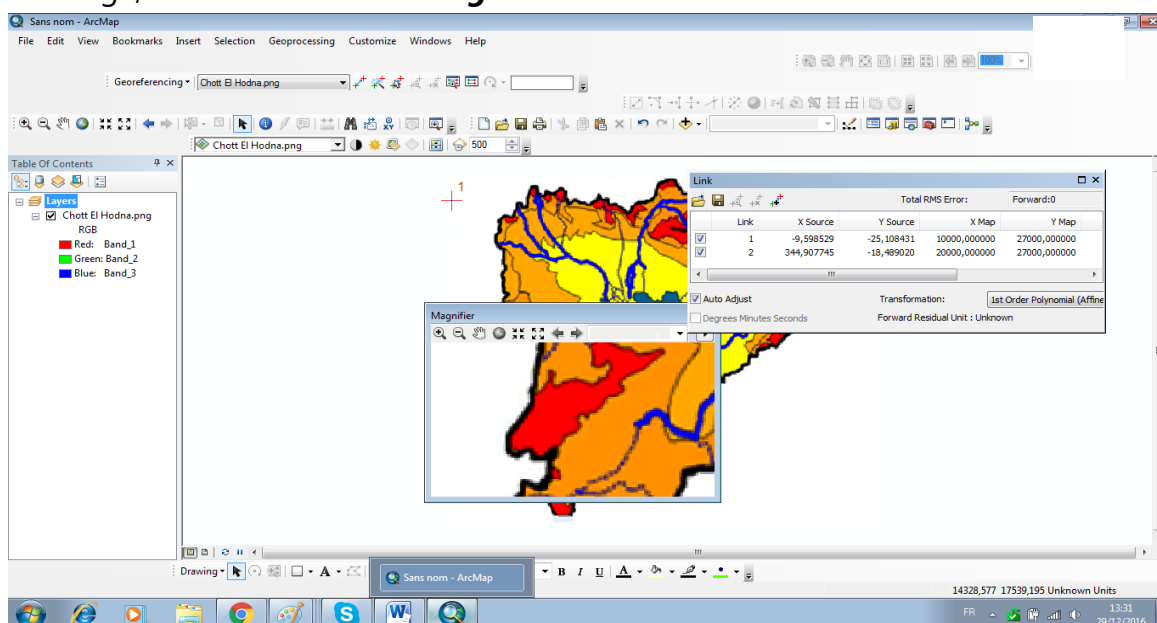 Sans nom - ArcMap
File Edit View Bookmarks Insert Selection Geoprocessing Customize Windows Help
100%
Georeferencing Chott El Hodna.png
Chott El Hodna.png 500
Table Of Contents
Layers
Chott El Hodna.png
RGB
Red: Band_1
Green: Band_2
Blue: Band_3
1
Link
Total RMS Error: Forward:0
Link X Source Y Source X Map Y Map
1 -9,598529 -25,108431 10000,000000 27000,000000
2 344,907745 -18,489020 20000,000000 27000,000000
Auto Adjust Transformation: 1st Order Polynomial (Affine
Degrees Minutes Seconds Forward Residual Unit : Unknown
Magnifier
Drawing A B I U A
Sans nom - ArcMap
14328,577 17539,195 Unknown Units
FR 13:31
29/12/2016